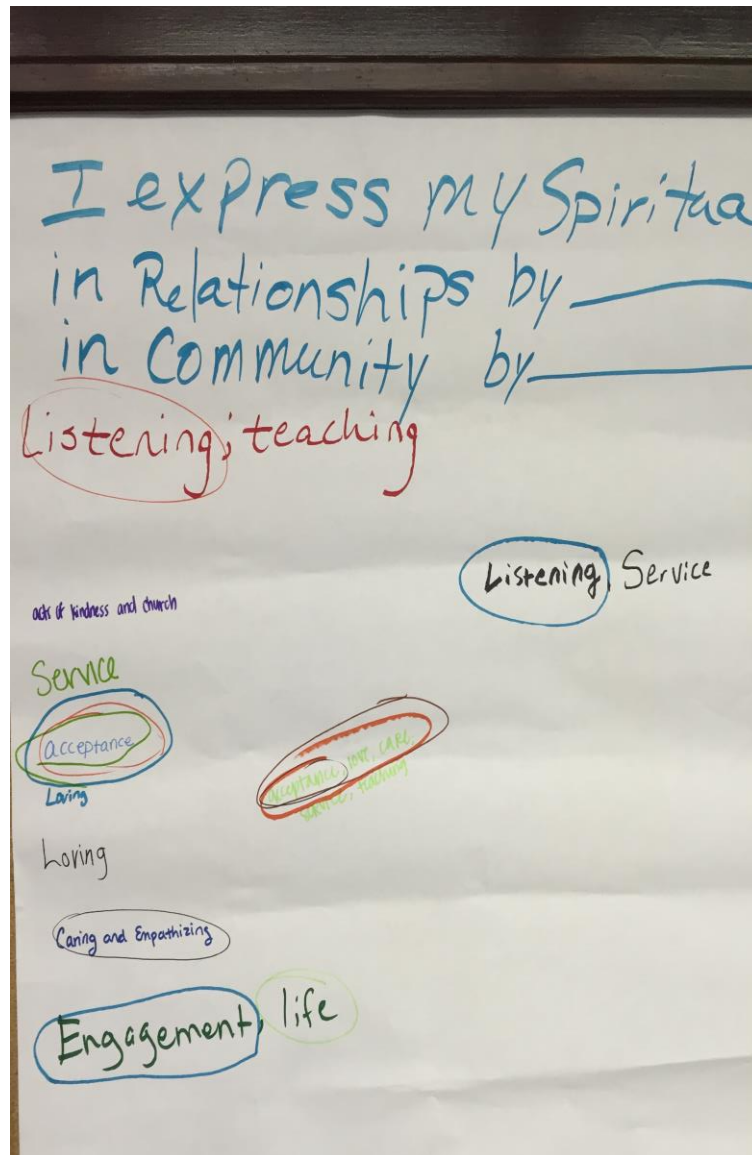 I express my Spiritua
in Relationships by
in Community by
Listening; teaching
Listening, Service
acts of kindness and church
Service
acceptance
Loving
acceptance, love, care,
service, teaching
Loving
Caring and Empathizing
Engagement, life